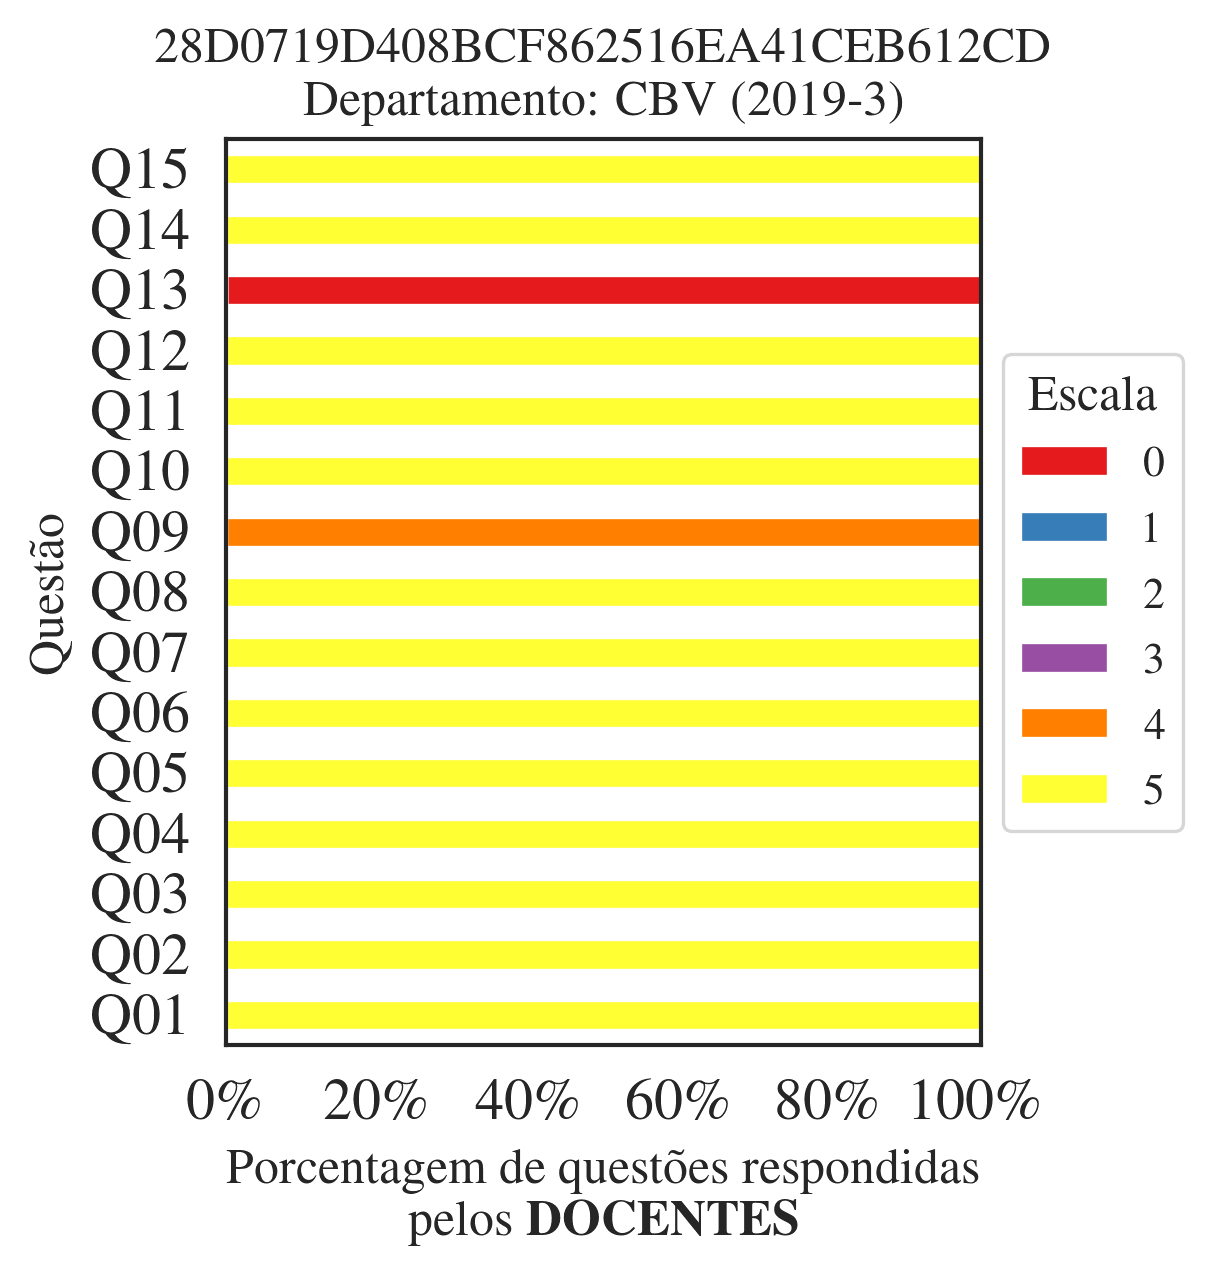 28D0719D408BCF862516EA41CEB612CD
Departamento: CBV (2019-3)
Q15
Q14
Q13
Q12
Q11
Q10
Q09
Q08
Q07
Q06
Q05
Q04
Q03
Q02
Q01
Questão
0% 20% 40% 60% 80% 100%
Porcentagem de questões respondidas
pelos DOCENTES
Escala
0
1
2
3
4
5